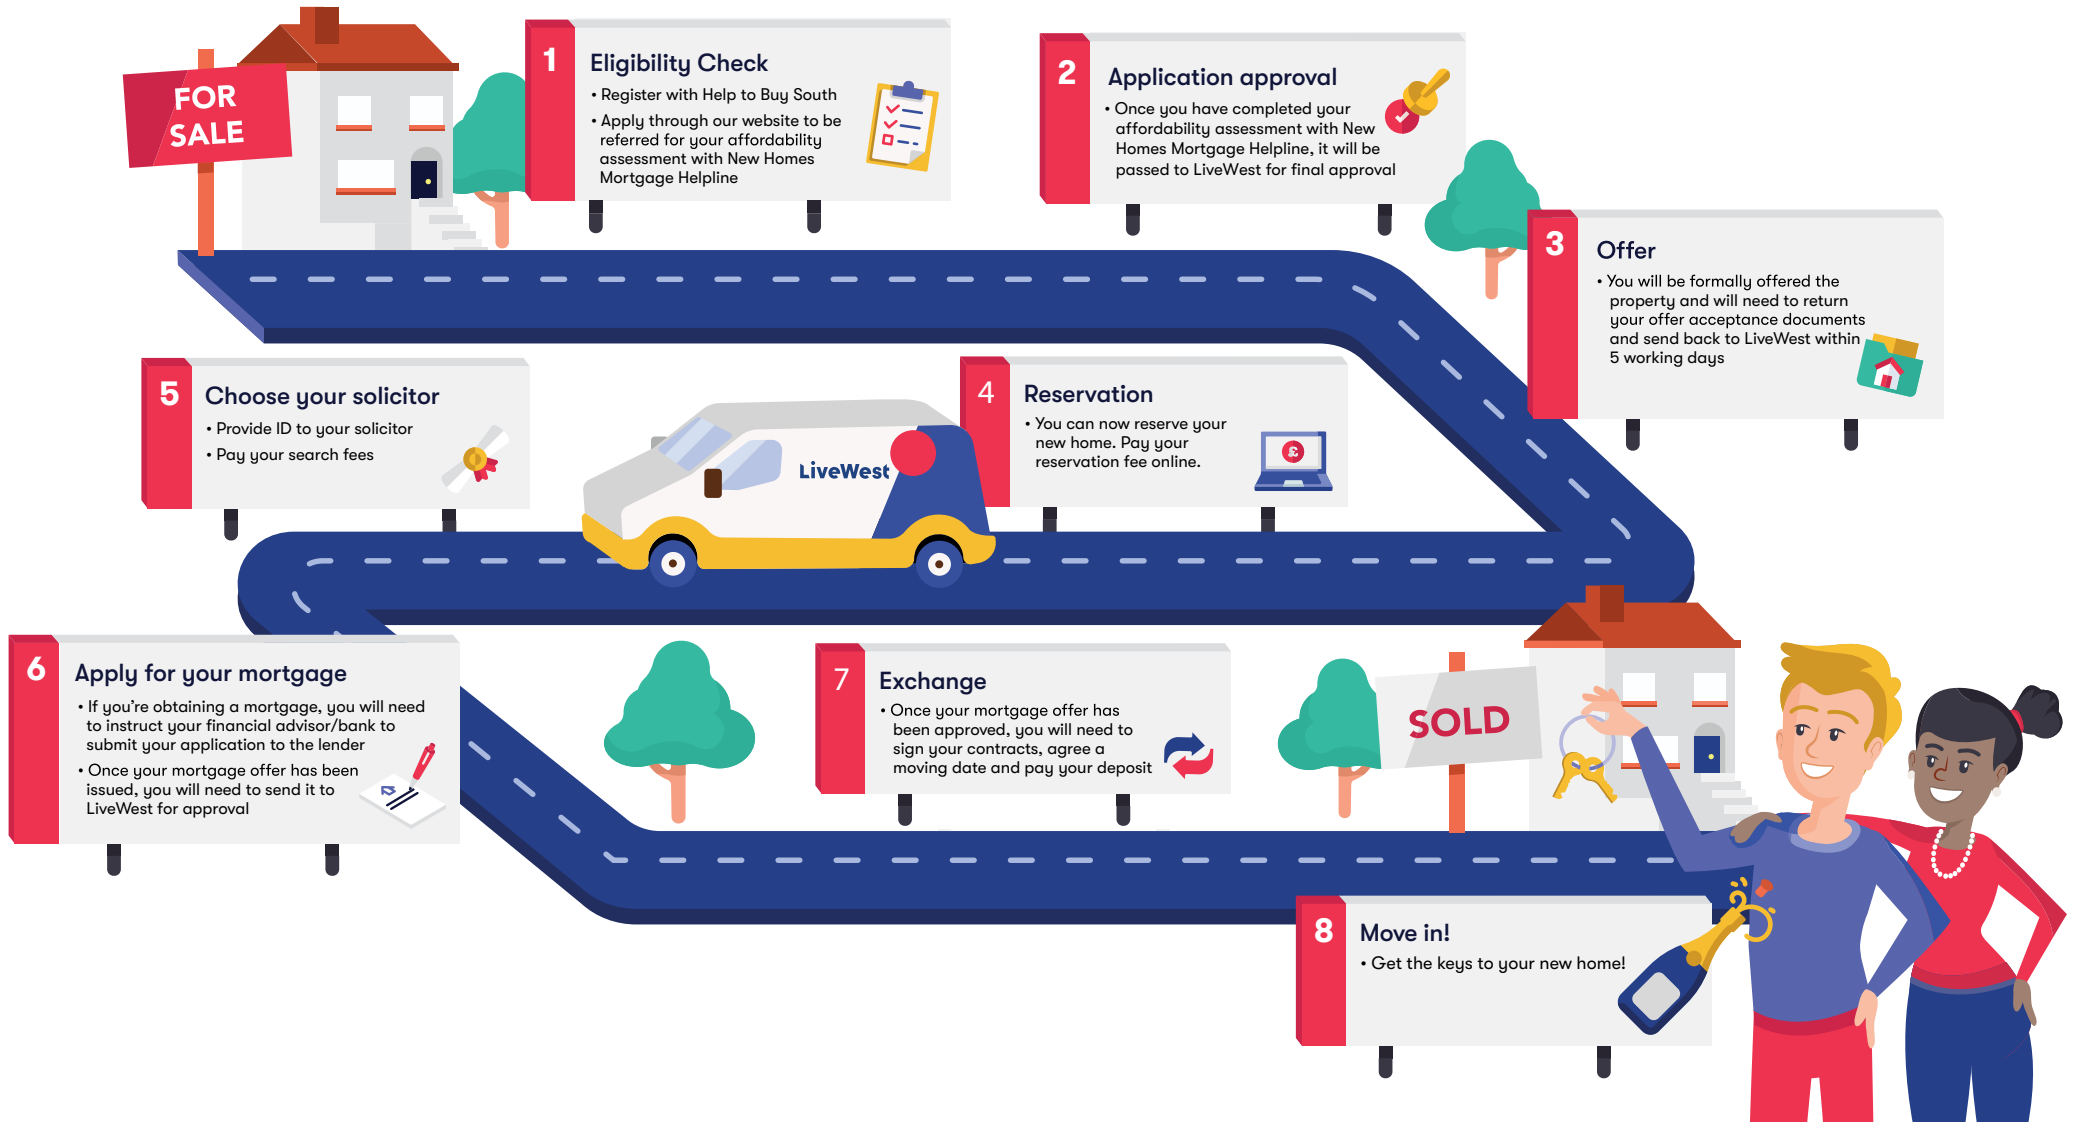 FOR
SALE
1
Eligibility Check
• Register with Help to Buy South
• Apply through our website to be
referred for your affordability
assessment with New Homes
Mortgage Helpline
2
Application approval
• Once you have completed your
affordability assessment with New
Homes Mortgage Helpline, it will be
passed to LiveWest for final approval
3
Offer
• You will be formally offered the
property and will need to return
your offer acceptance documents
and send back to LiveWest within
5 working days
4
Reservation
• You can now reserve your
new home. Pay your
reservation fee online.
£
LiveWest
5
Choose your solicitor
• Provide ID to your solicitor
• Pay your search fees
6
Apply for your mortgage
• If you're obtaining a mortgage, you will need
to instruct your financial advisor/bank to
submit your application to the lender
• Once your mortgage offer has been
issued, you will need to send it to
LiveWest for approval
7
Exchange
• Once your mortgage offer has
been approved, you will need to
sign your contracts, agree a
moving date and pay your deposit
SOLD
8
Move in!
• Get the keys to your new home!